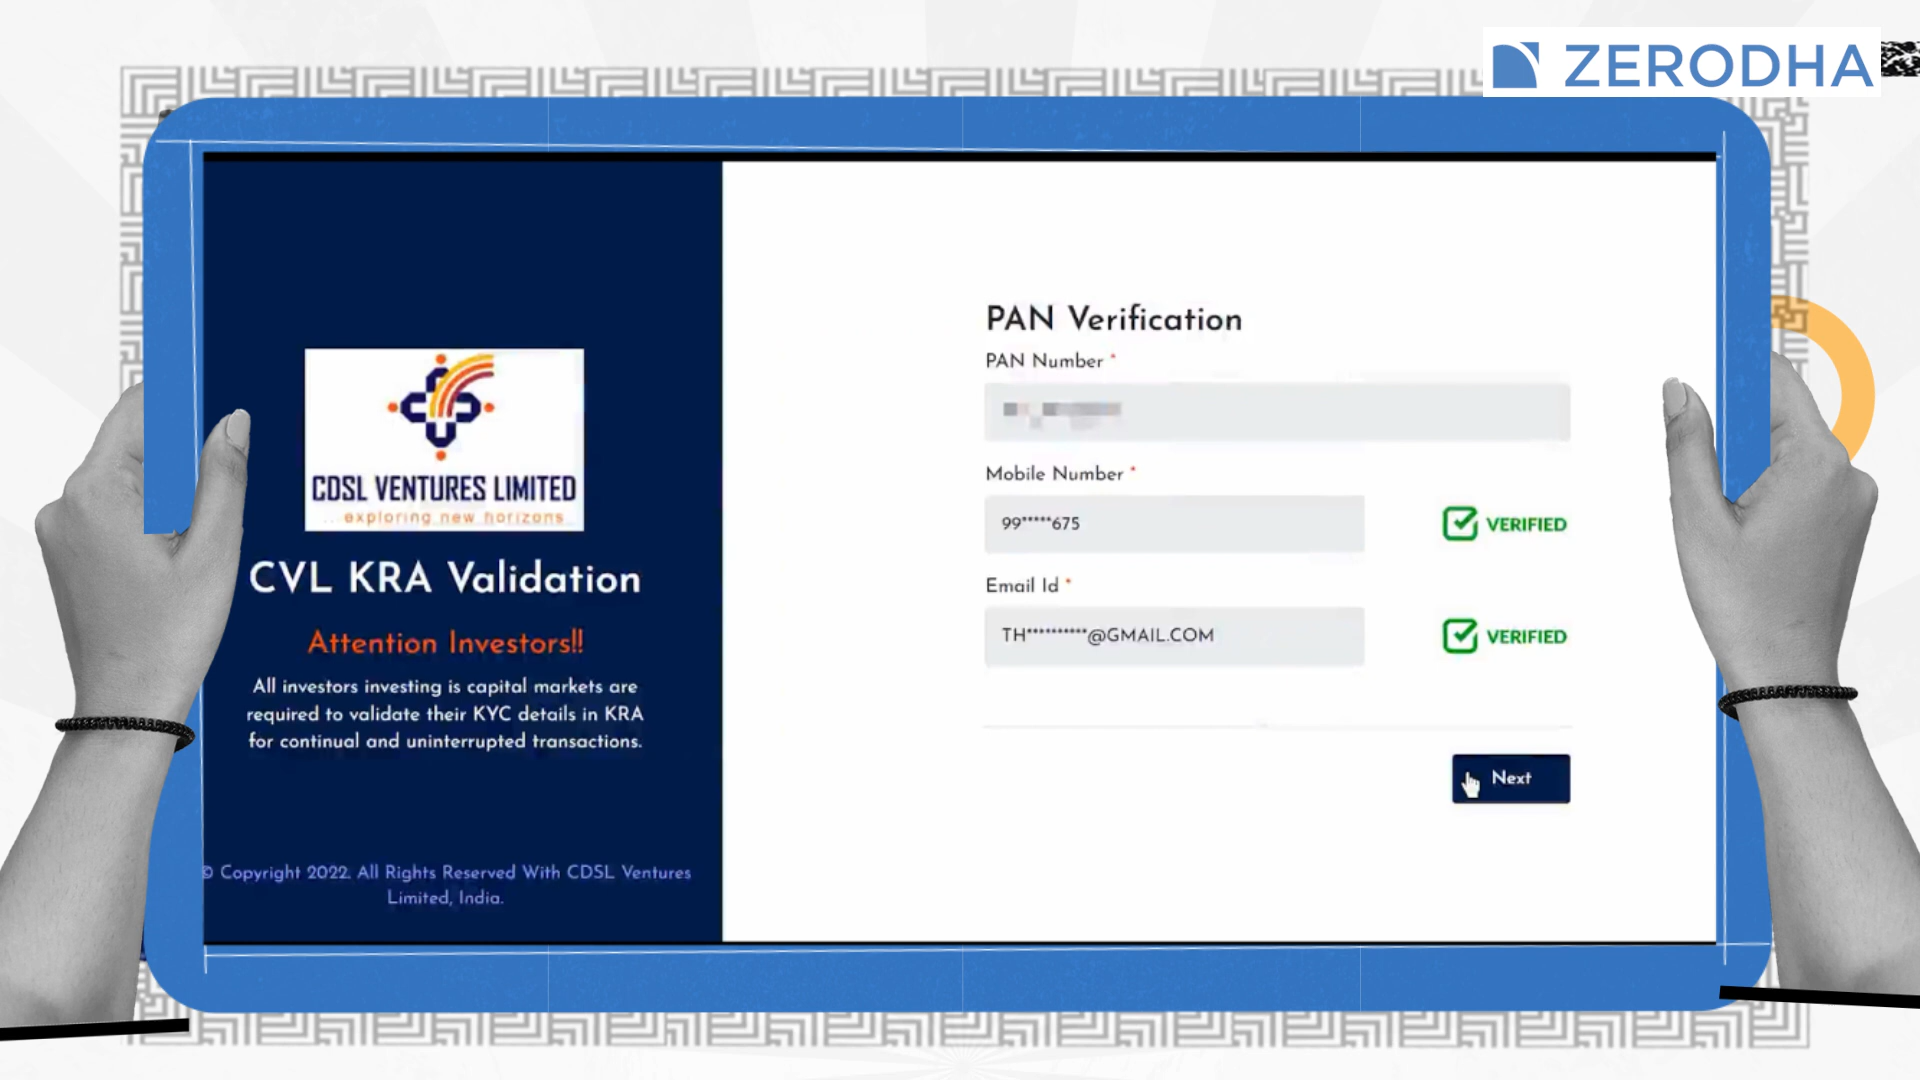 ZERODHA
CDSL VENTURES LIMITED
... exploring new horizons
CVL KRA Validation
Attention Investors!!
All investors investing is capital markets are
required to validate their KYC details in KRA
for continual and uninterrupted transactions.
© Copyright 2022. All Rights Reserved With CDSL Ventures
Limited, India.
PAN Verification
PAN Number *
Mobile Number *
99*****675
VERIFIED
Email Id *
TH**********@GMAIL.COM
VERIFIED
Next